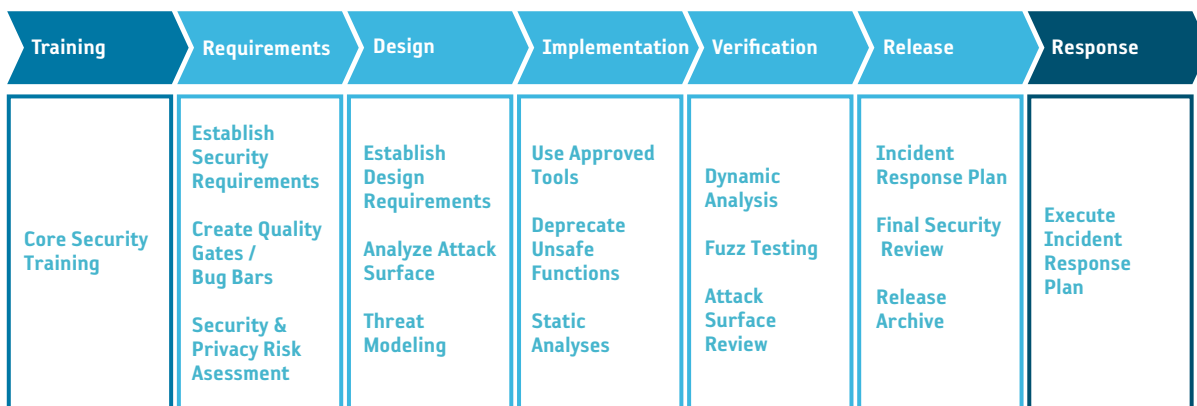 Training
Requirements
Design
Implementation
Verification
Release
Response
Core Security
Training
Establish
Security
Requirements
Create Quality
Gates /
Bug Bars
Security &
Privacy Risk
Asessment
Establish
Design
Requirements
Analyze Attack
Surface
Threat
Modeling
Use Approved
Tools
Deprecate
Unsafe
Functions
Static
Analyses
Dynamic
Analysis
Fuzz Testing
Attack
Surface
Review
Incident
Response Plan
Final Security
Review
Release
Archive
Execute
Incident
Response
Plan